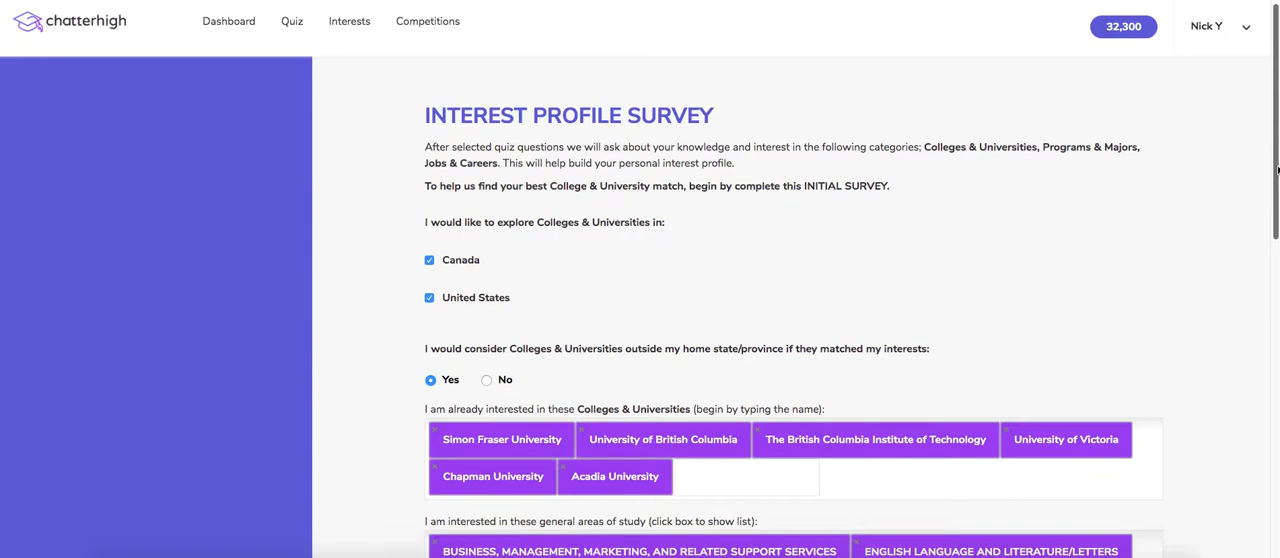 chatterhigh Dashboard Quiz Interests Competitions 32,300 Nick Y
INTEREST PROFILE SURVEY
After selected quiz questions we will ask about your knowledge and interest in the following categories; Colleges & Universities, Programs & Majors,
Jobs & Careers. This will help build your personal interest profile.
To help us find your best College & University match, begin by complete this INITIAL SURVEY.
I would like to explore Colleges & Universities in:
Canada
United States
I would consider Colleges & Universities outside my home state/province if they matched my interests:
Yes No
I am already interested in these Colleges & Universities (begin by typing the name):
× Simon Fraser University × University of British Columbia × The British Columbia Institute of Technology × University of Victoria
× Chapman University × Acadia University
I am interested in these general areas of study (click box to show list):
× BUSINESS, MANAGEMENT, MARKETING, AND RELATED SUPPORT SERVICES × ENGLISH LANGUAGE AND LITERATURE/LETTERS